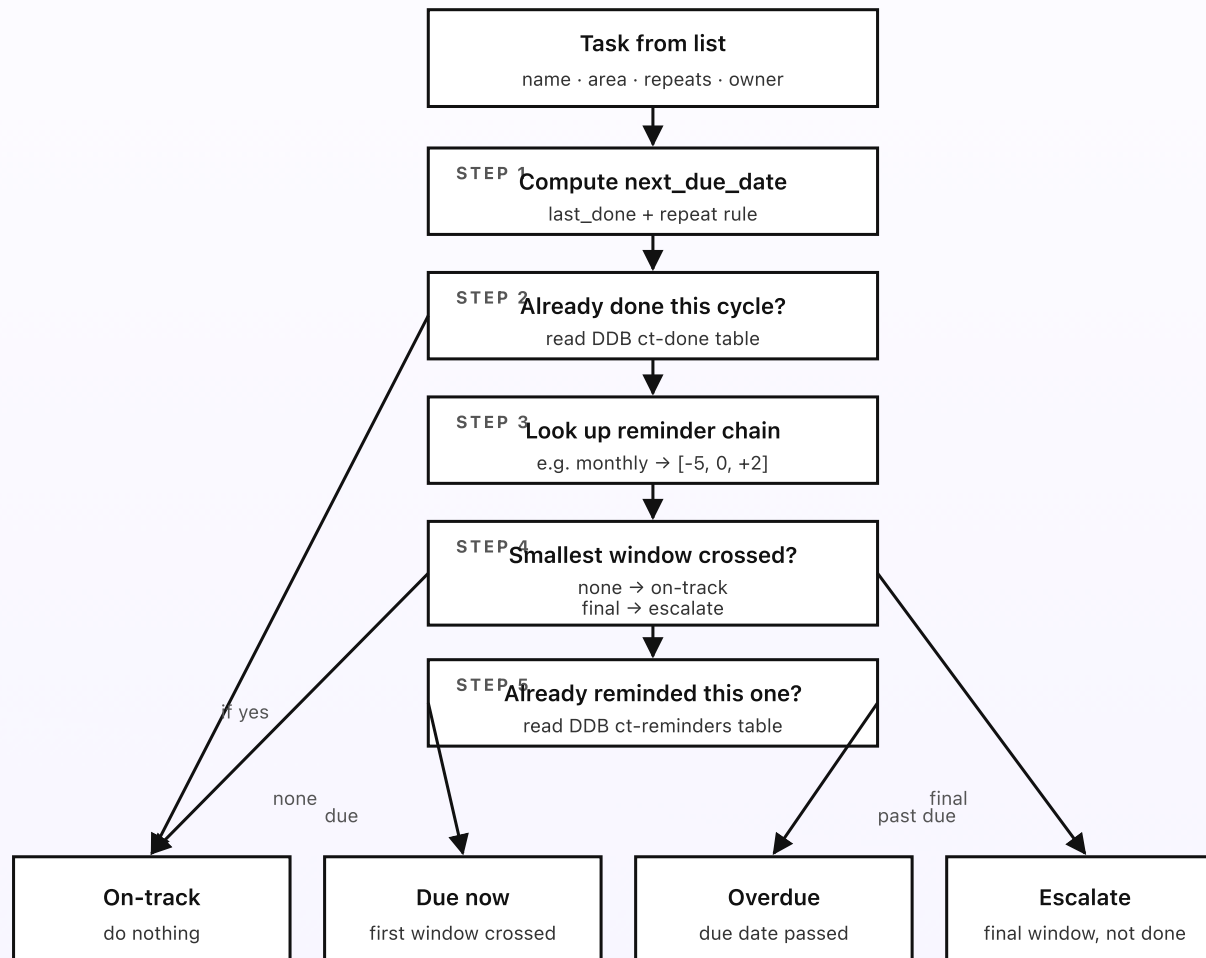 Task from list
name · area · repeats · owner
STEP 1
Compute next_due_date
last_done + repeat rule
STEP 2
Already done this cycle?
read DDB ct-done table
STEP 3
Look up reminder chain
e.g. monthly → [-5, 0, +2]
STEP 4
Smallest window crossed?
none → on-track
final → escalate
STEP 5
Already reminded this one?
read DDB ct-reminders table
if yes
none
due
final
past due
On-track
do nothing
Due now
first window crossed
Overdue
due date passed
Escalate
final window, not done